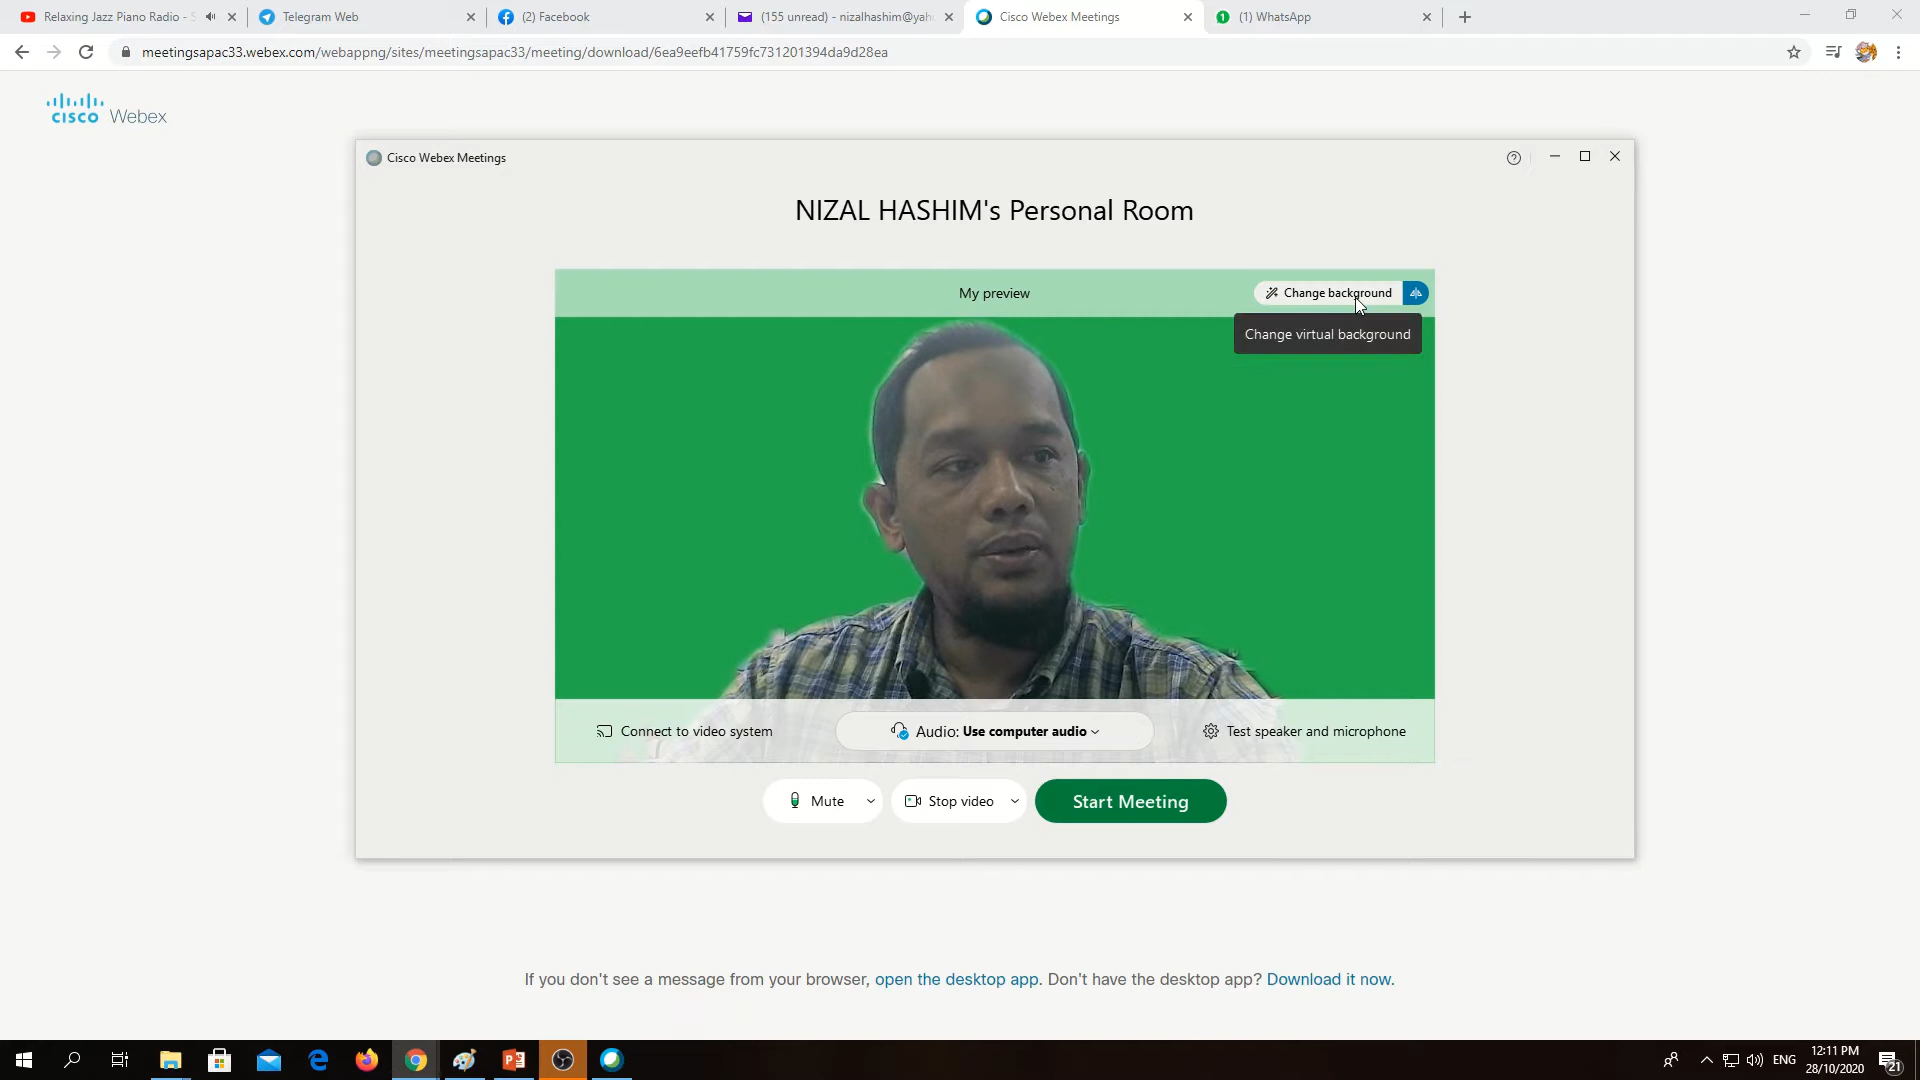 Relaxing Jazz Piano Radio - S
Telegram Web
(2) Facebook
(155 unread) - nizalhashim@yaho
Cisco Webex Meetings
(1) WhatsApp
meetingsapac33.webex.com/webappng/sites/meetingsapac33/meeting/download/6ea9eefb41759fc731201394da9d28ea
cisco Webex
Cisco Webex Meetings
NIZAL HASHIM's Personal Room
My preview
Change background
Change virtual background
Connect to video system
Audio: Use computer audio
Test speaker and microphone
Mute
Stop video
Start Meeting
If you don't see a message from your browser, open the desktop app. Don't have the desktop app? Download it now.
ENG
12:11 PM
28/10/2020
21